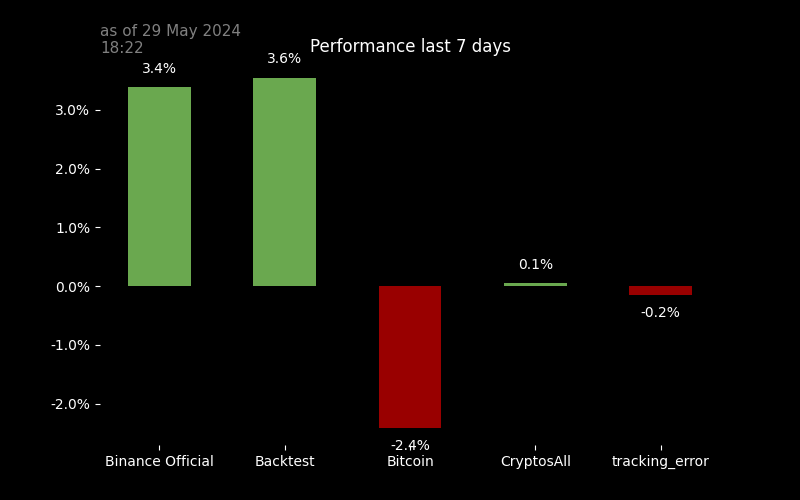 as of 29 May 2024
18:22
Performance last 7 days
3.4%
3.6%
3.0%
2.0%
1.0%
0.1%
0.0%
-0.2%
-1.0%
-2.0%
-2.4%
Binance Official
Backtest
Bitcoin
CryptosAll
tracking_error